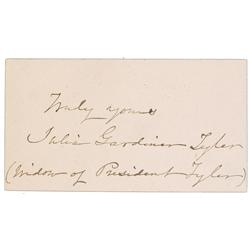 Truly yours
Julia Gardiner Tyler
(widow of President Tyler)